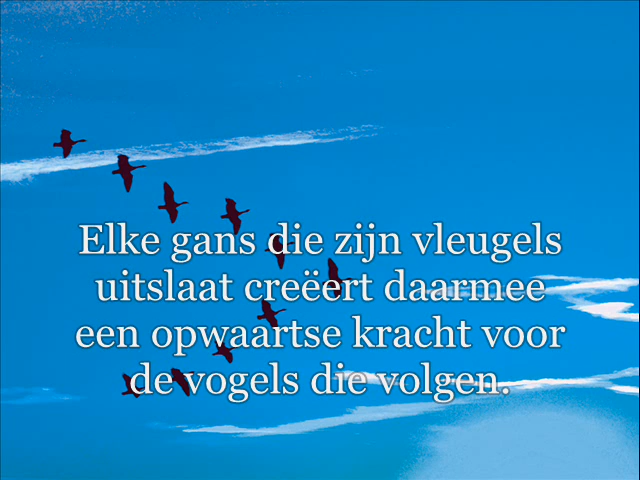 Elke gans die zijn vleugels
uitslaat creëert daarmee
een opwaartse kracht voor
de vogels die volgen.